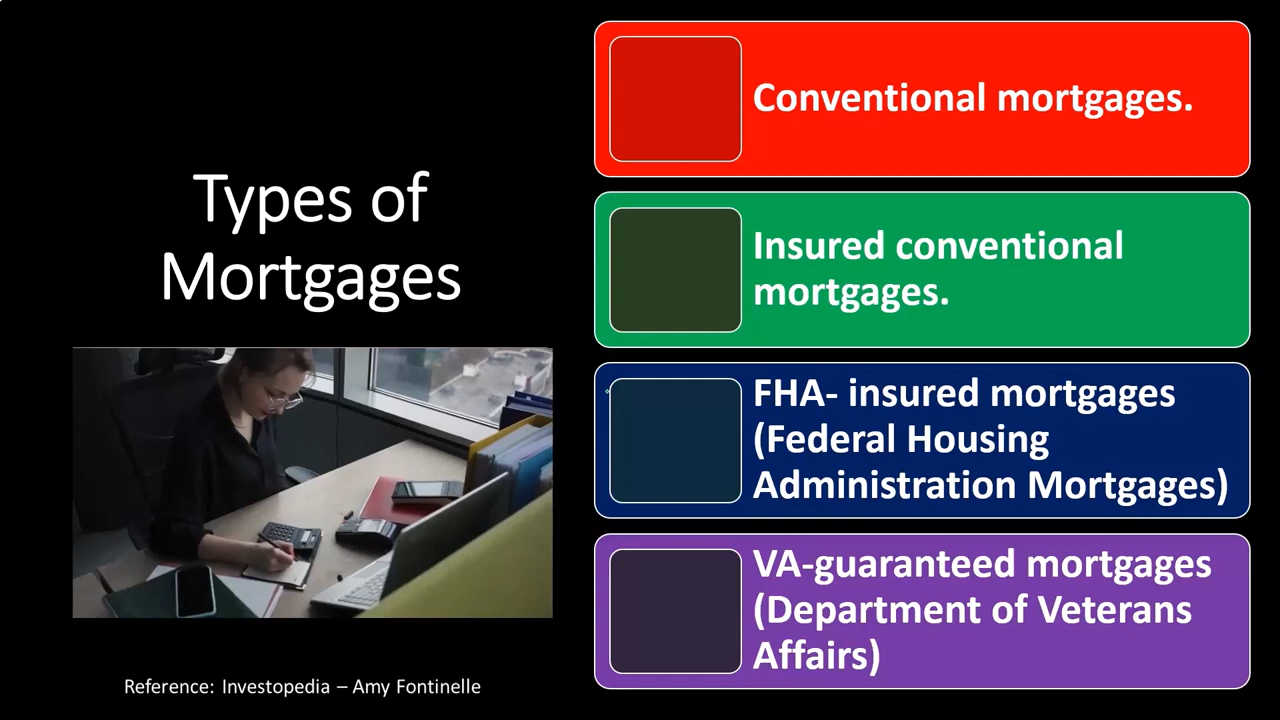 Types of
Mortgages
Conventional mortgages.
Insured conventional
mortgages.
FHA- insured mortgages
(Federal Housing
Administration Mortgages)
VA-guaranteed mortgages
(Department of Veterans
Affairs)
Reference: Investopedia – Amy Fontinelle